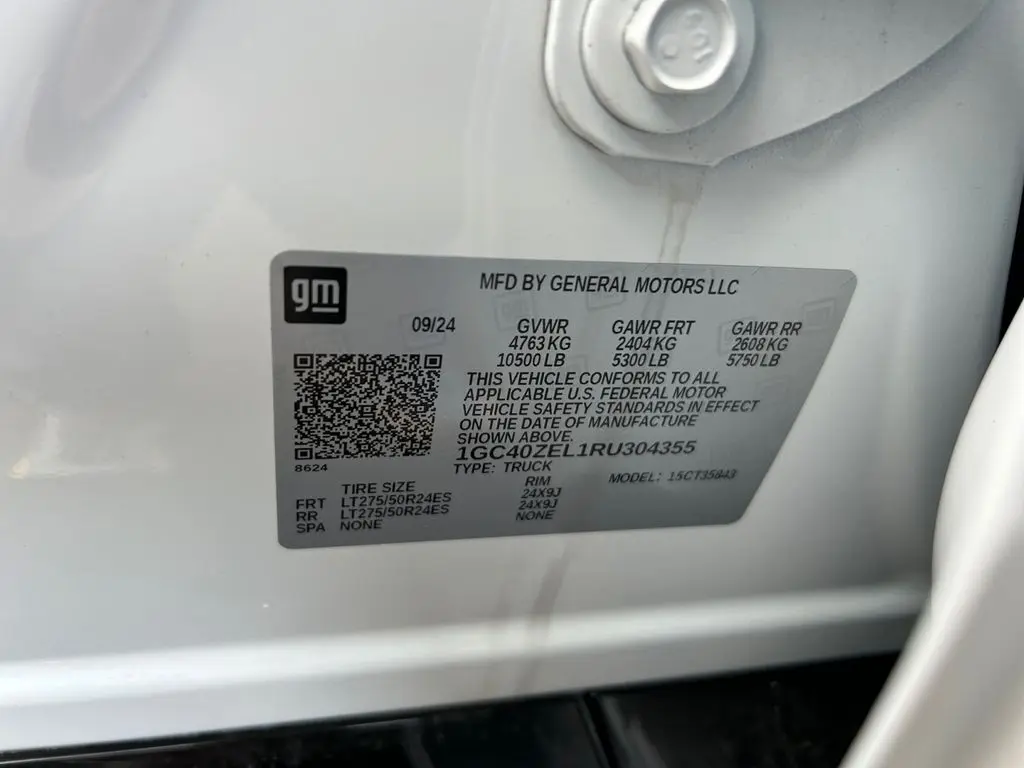 gm
MFD BY GENERAL MOTORS LLC
09/24 GVWR GAWR FRT GAWR RR
4763 KG 2404 KG 2608 KG
10500 LB 5300 LB 5750 LB
THIS VEHICLE CONFORMS TO ALL
APPLICABLE U.S. FEDERAL MOTOR
VEHICLE SAFETY STANDARDS IN EFFECT
ON THE DATE OF MANUFACTURE
SHOWN ABOVE.
1GC40ZEL1RU304355
8624
TYPE: TRUCK
MODEL: 15CT35843
TIRE SIZE RIM
FRT LT275/50R24ES 24X9J
RR LT275/50R24ES 24X9J
SPA NONE NONE